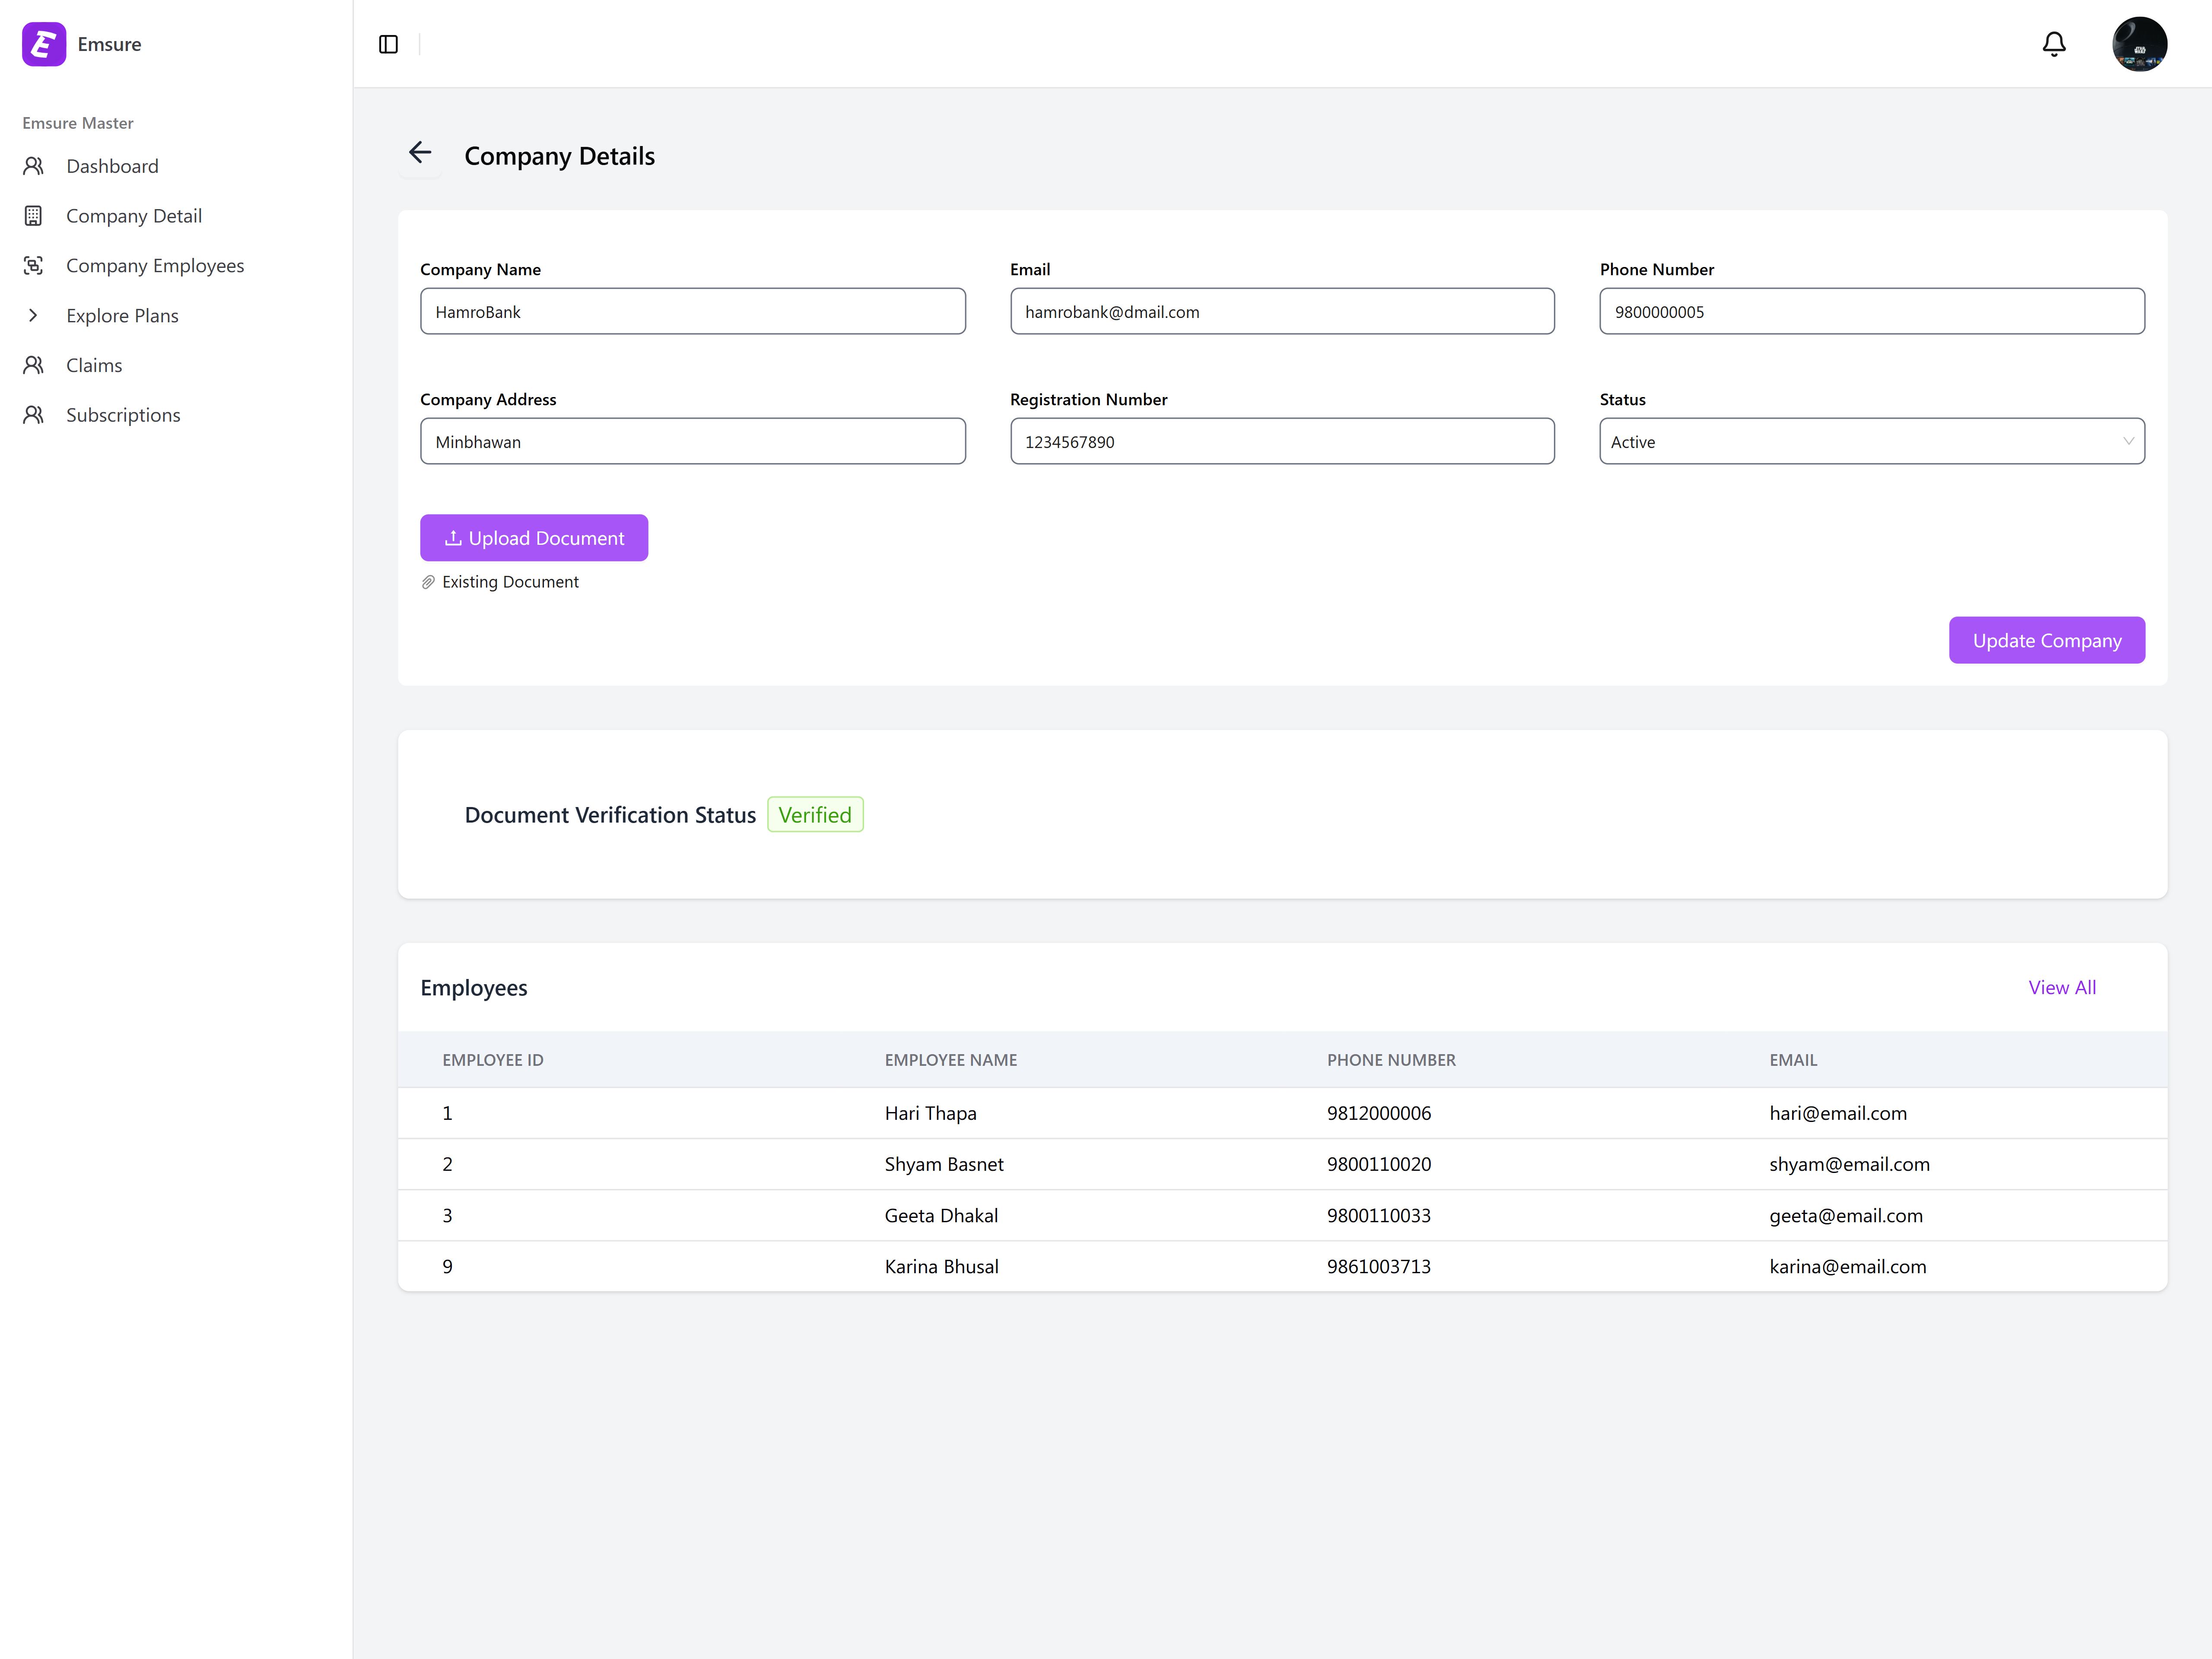 Emsure
Emsure Master
Dashboard
Company Detail
Company Employees
Explore Plans
Claims
Subscriptions
Company Details
Company Name
Email
Phone Number
HamroBank
hamrobank@dmail.com
9800000005
Company Address
Registration Number
Status
Minbhawan
1234567890
Active
Upload Document
Existing Document
Update Company
Document Verification Status Verified
Employees
View All
EMPLOYEE ID EMPLOYEE NAME PHONE NUMBER EMAIL
1 Hari Thapa 9812000006 hari@email.com
2 Shyam Basnet 9800110020 shyam@email.com
3 Geeta Dhakal 9800110033 geeta@email.com
9 Karina Bhusal 9861003713 karina@email.com